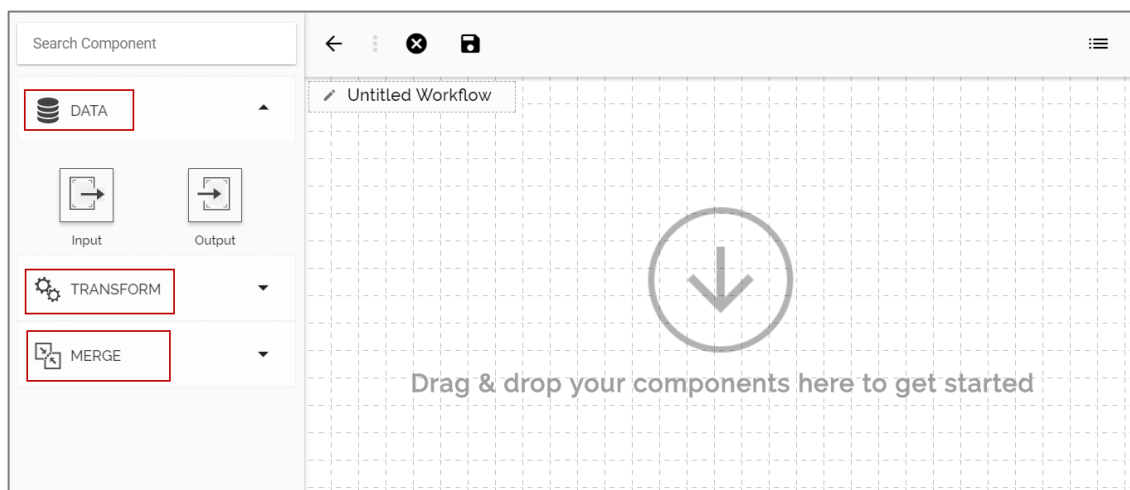 Search Component
DATA
Input
Output
TRANSFORM
MERGE
Untitled Workflow
Drag & drop your components here to get started